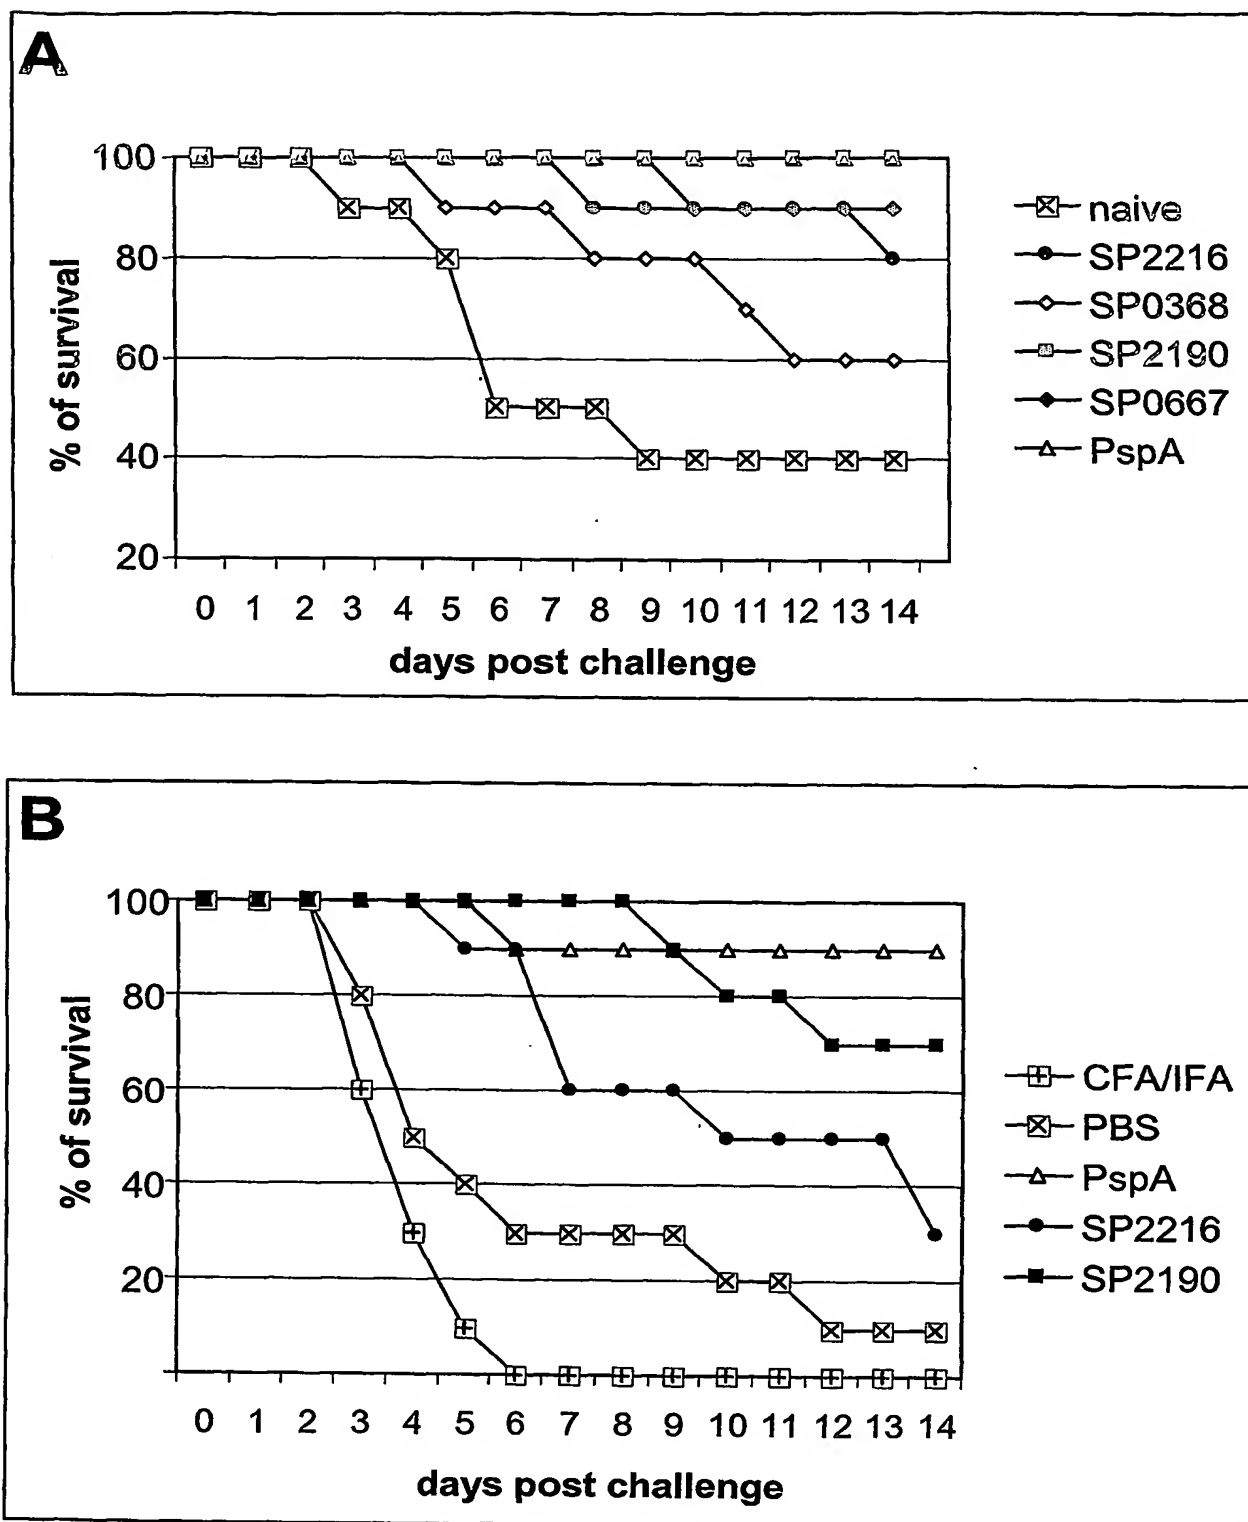 A
100
80
60
40
20
% of survival
0 1 2 3 4 5 6 7 8 9 10 11 12 13 14
days post challenge
naive
SP2216
SP0368
SP2190
SP0667
PspA
B
100
80
60
40
20
% of survival
0 1 2 3 4 5 6 7 8 9 10 11 12 13 14
days post challenge
CFA/IFA
PBS
PspA
SP2216
SP2190